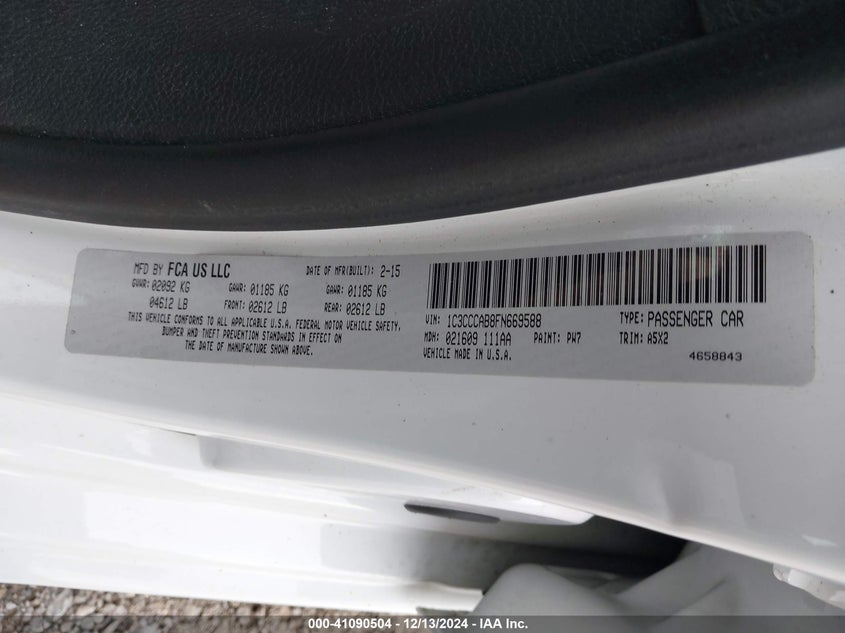 MFD BY FCA US LLC DATE OF MFR(BUILT): 2-15
GVWR: 02092 KG GAWR: 01185 KG GAWR: 01185 KG
04612 LB FRONT: 02612 LB REAR: 02612 LB
THIS VEHICLE CONFORMS TO ALL APPLICABLE U.S.A. FEDERAL MOTOR VEHICLE SAFETY,
BUMPER AND THEFT PREVENTION STANDARDS IN EFFECT ON
THE DATE OF MANUFACTURE SHOWN ABOVE.
VIN: 1C3CCCAB8FN669588 TYPE: PASSENGER CAR
MDH: 021609 111AA PAINT: PW7 TRIM: A5X2
VEHICLE MADE IN U.S.A. 4658843
000-41090504 - 12/13/2024 - IAA Inc.